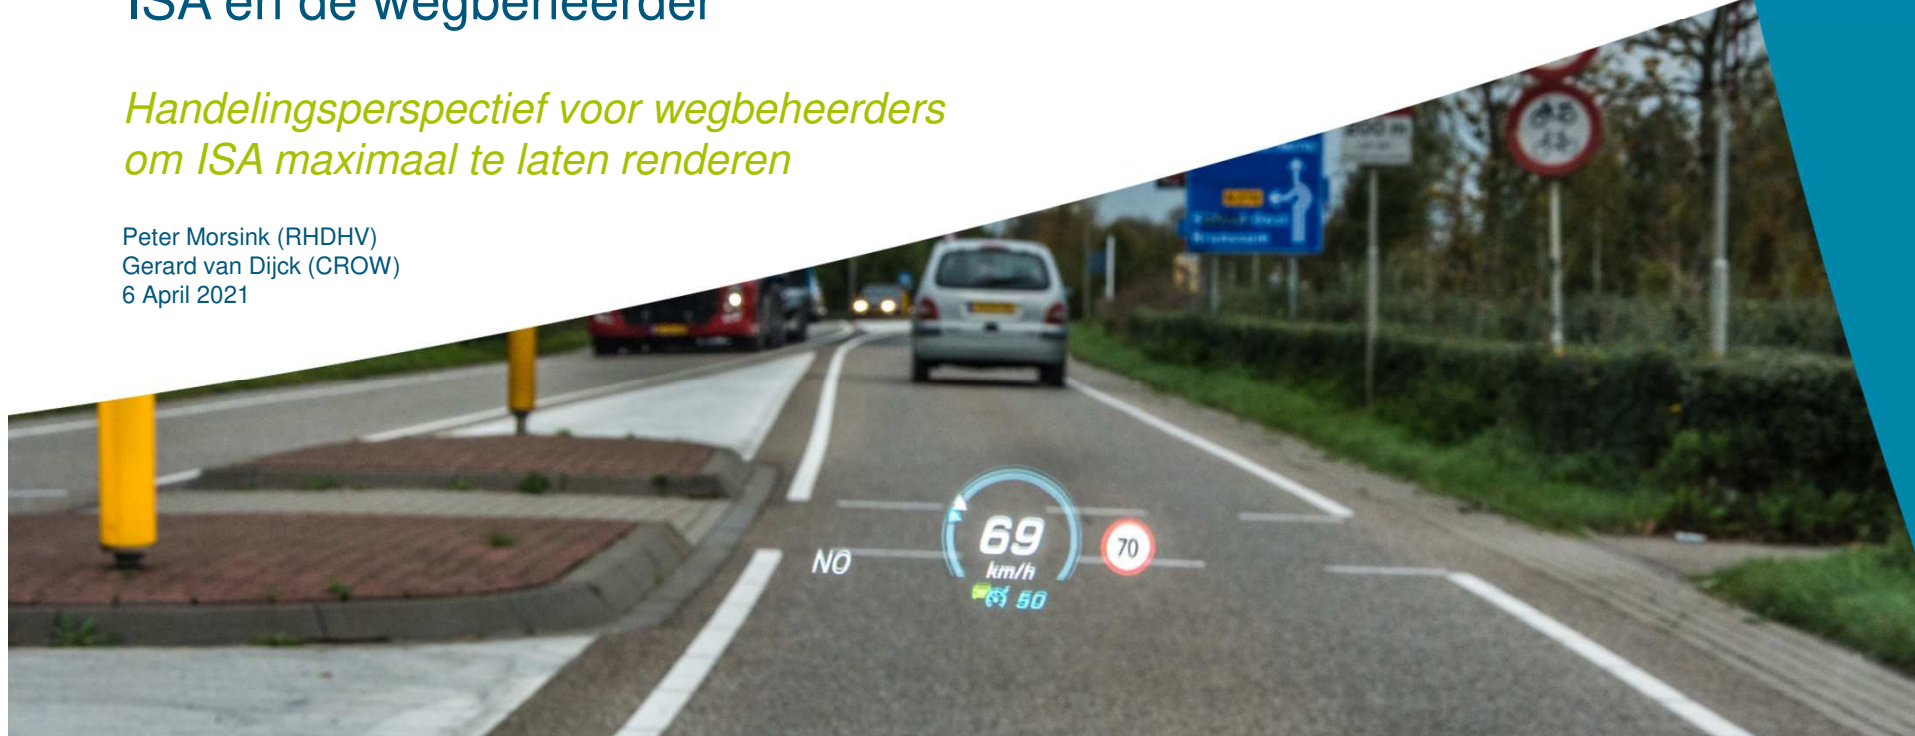 ISA en de wegbeheerder
Handelingsperspectief voor wegbeheerders
om ISA maximaal te laten renderen
Peter Morsink (RHDHV)
Gerard van Dijck (CROW)
6 April 2021
200 m
NO
69
km/h
50
70